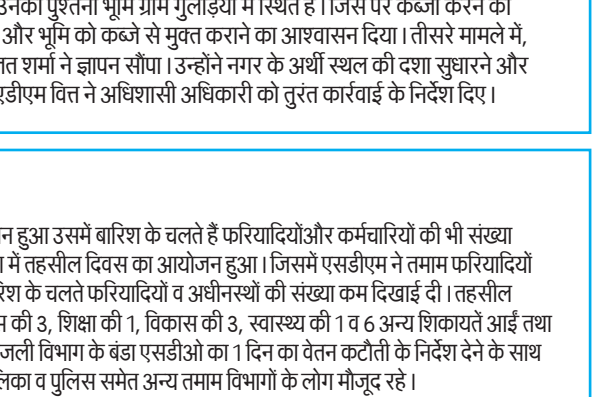 उनकी पुश्तैनी भूमि ग्राम गुलड़िया में स्थित है। जिस पर कब्जा करने का
और भूमि को कब्जे से मुक्त कराने का आश्वासन दिया। तीसरे मामले में,
शर्मा ने ज्ञापन सौंपा। उन्होंने नगर के अर्थी स्थल की दशा सुधारने और
एडीएम वित्त ने अधिशासी अधिकारी को तुरंत कार्रवाई के निर्देश दिए।
हुआ उसमें बारिश के चलते हैं फरियादियोंऔर कर्मचारियों की भी संख्या
में तहसील दिवस का आयोजन हुआ। जिसमें एसडीएम ने तमाम फरियादियों
के चलते फरियादियों व अधीनस्थों की संख्या कम दिखाई दी। तहसील
की 3, शिक्षा की 1, विकास की 3, स्वास्थ्य की 1 व 6 अन्य शिकायतें आईं तथा
विभाग के बंडा एसडीओ का 1 दिन का वेतन कटौती के निर्देश देने के साथ
व पुलिस समेत अन्य तमाम विभागों के लोग मौजूद रहे।